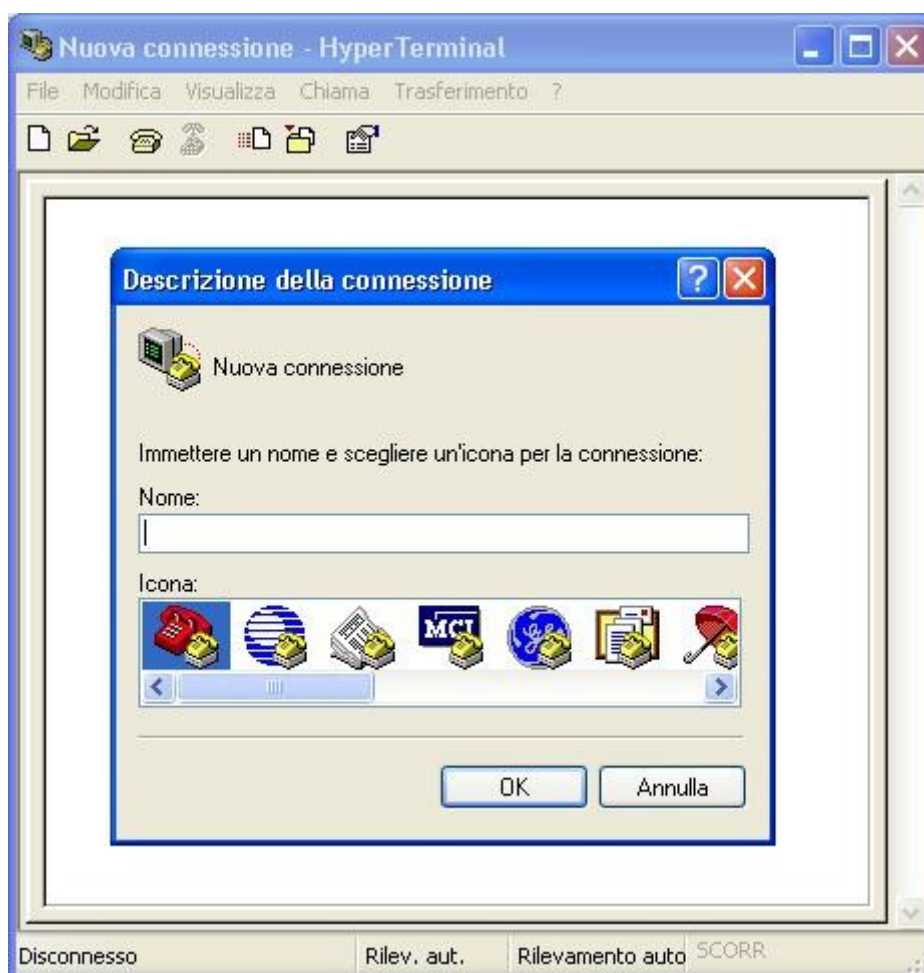 Nuova connessione - HyperTerminal
File Modifica Visualizza Chiama Trasferimento ?
Descrizione della connessione
Nuova connessione
Immettere un nome e scegliere un'icona per la connessione:
Nome:
Icona:
MCI
OK Annulla
Disconnesso Rilev. aut. Rilevamento auto SCORR